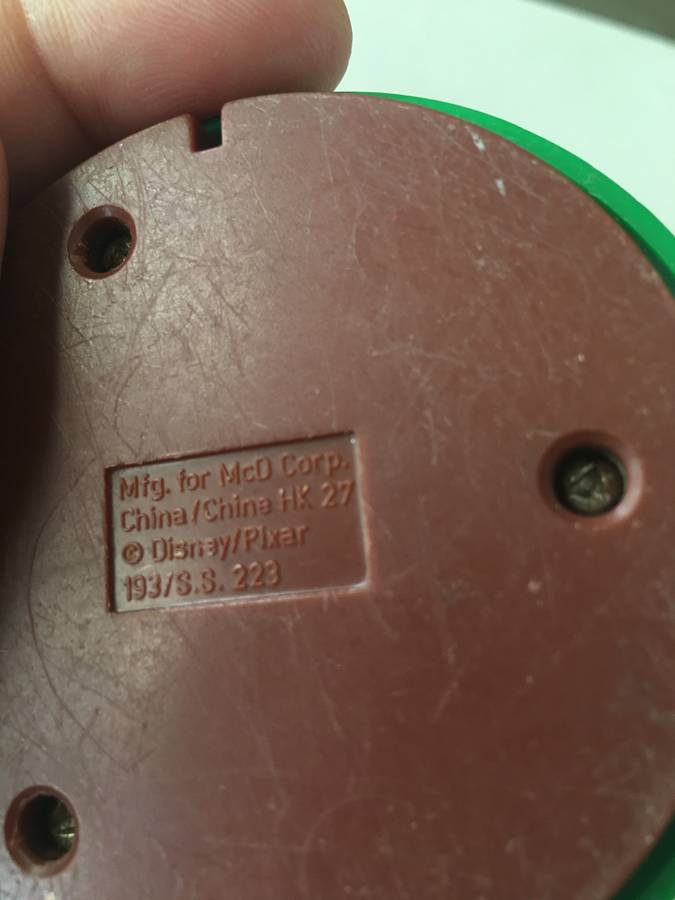 Mfg. for McD Corp.
China/Chine HK 27
© Disney/Pixar
193/S.S. 223